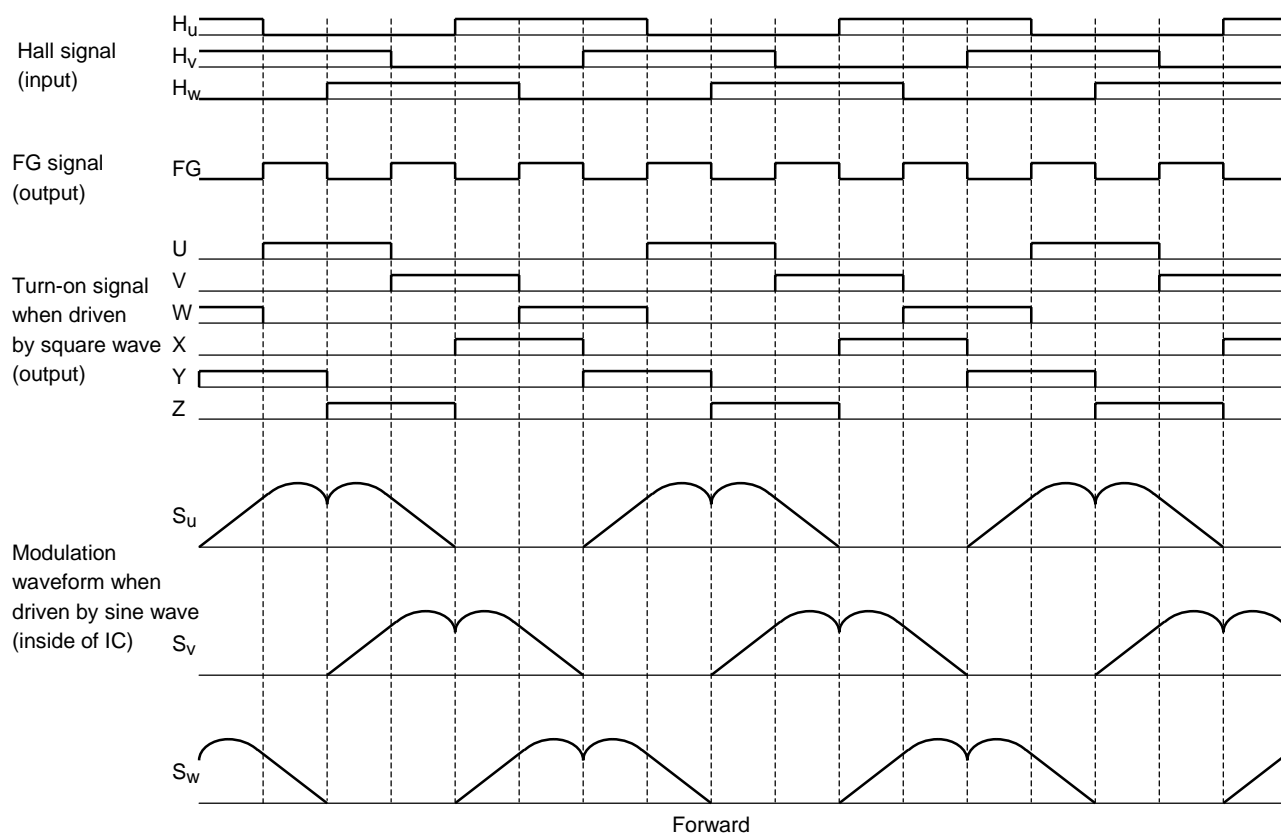 Hall signal
(input)
Hu
Hv
Hw
FG signal
(output)
FG
Turn-on signal
when driven
by square wave
(output)
U
V
W
X
Y
Z
Modulation
waveform when
driven by sine wave
(inside of IC)
Su
Sv
Sw
Forward